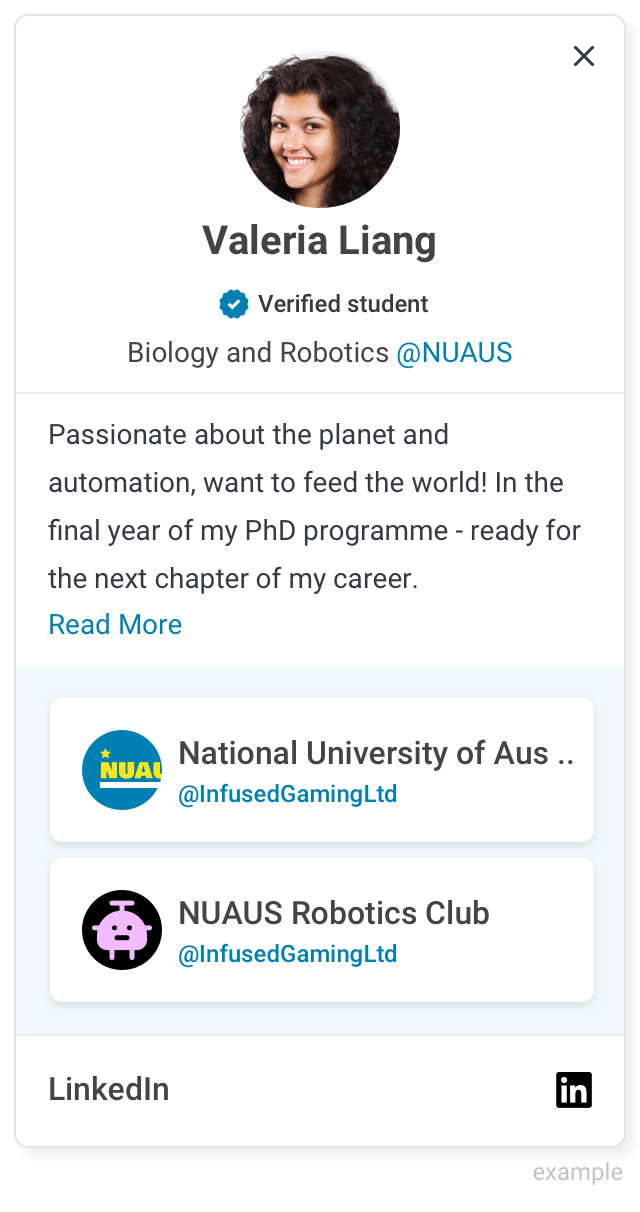 Valeria Liang
Verified student
Biology and Robotics @NUAUS
Passionate about the planet and
automation, want to feed the world! In the
final year of my PhD programme - ready for
the next chapter of my career.
Read More
NUAU
National University of Aus ..
@InfusedGamingLtd
NUAUS Robotics Club
@InfusedGamingLtd
LinkedIn
in
example